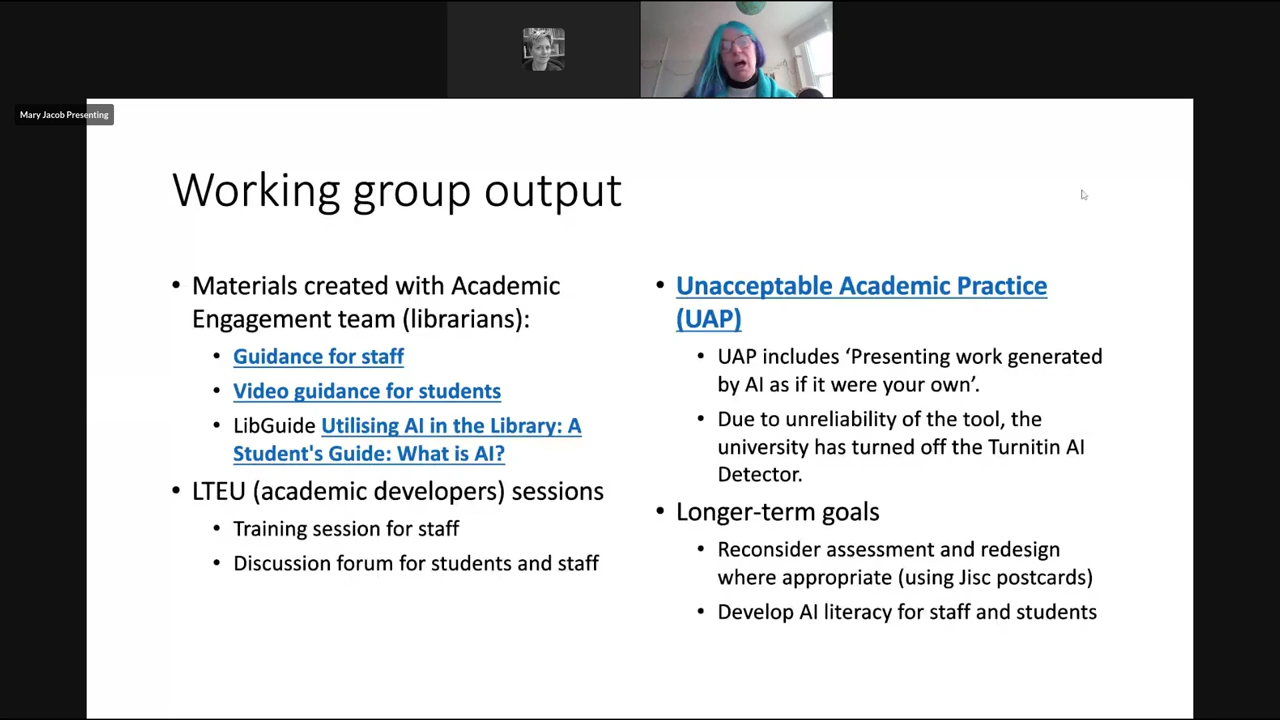 Mary Jacob Presenting
Working group output
• Materials created with Academic
Engagement team (librarians):
• Guidance for staff
• Video guidance for students
• LibGuide Utilising AI in the Library: A
Student's Guide: What is AI?
• LTEU (academic developers) sessions
• Training session for staff
• Discussion forum for students and staff
• Unacceptable Academic Practice
(UAP)
• UAP includes ‘Presenting work generated
by AI as if it were your own’.
• Due to unreliability of the tool, the
university has turned off the Turnitin AI
Detector.
• Longer-term goals
• Reconsider assessment and redesign
where appropriate (using Jisc postcards)
• Develop AI literacy for staff and students